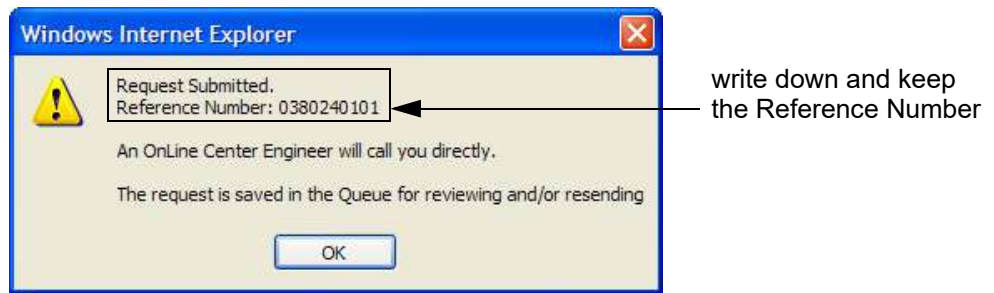 Windows Internet Explorer
Request Submitted.
Reference Number: 0380240101
An OnLine Center Engineer will call you directly.
The request is saved in the Queue for reviewing and/or resending
OK
write down and keep
the Reference Number